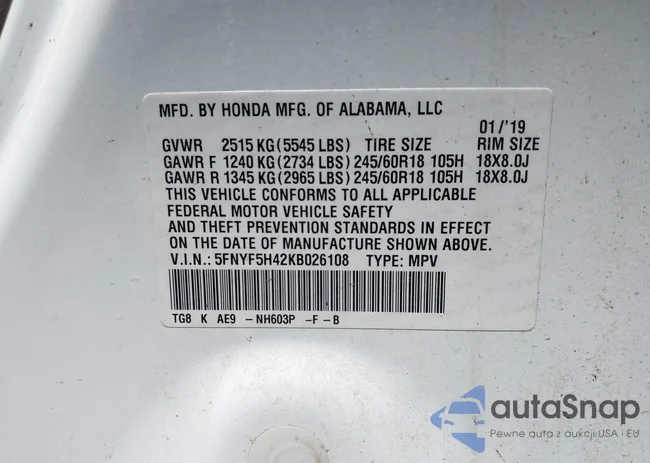 MFD. BY HONDA MFG. OF ALABAMA, LLC
01/'19
GVWR 2515 KG(5545 LBS) TIRE SIZE RIM SIZE
GAWR F 1240 KG(2734 LBS) 245/60R18 105H 18X8.0J
GAWR R 1345 KG(2965 LBS) 245/60R18 105H 18X8.0J
THIS VEHICLE CONFORMS TO ALL APPLICABLE
FEDERAL MOTOR VEHICLE SAFETY
AND THEFT PREVENTION STANDARDS IN EFFECT
ON THE DATE OF MANUFACTURE SHOWN ABOVE.
V.I.N.: 5FNYF5H42KB026108 TYPE: MPV
TG8 K AE9 -NH603P -F-B
autoSnap
Pewne auta z aukcji USA i EU